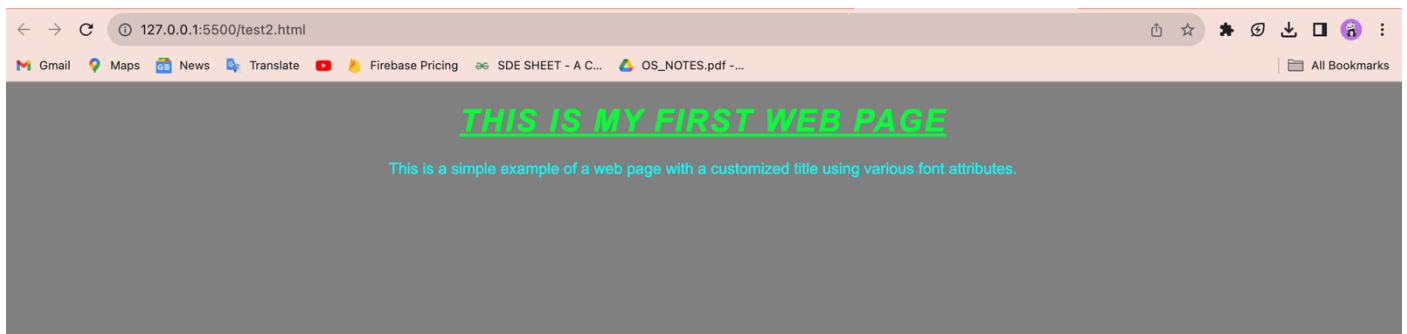 127.0.0.1:5500/test2.html
Gmail Maps News Translate Firebase Pricing SDE SHEET - A C... OS_NOTES.pdf -... All Bookmarks
THIS IS MY FIRST WEB PAGE
This is a simple example of a web page with a customized title using various font attributes.